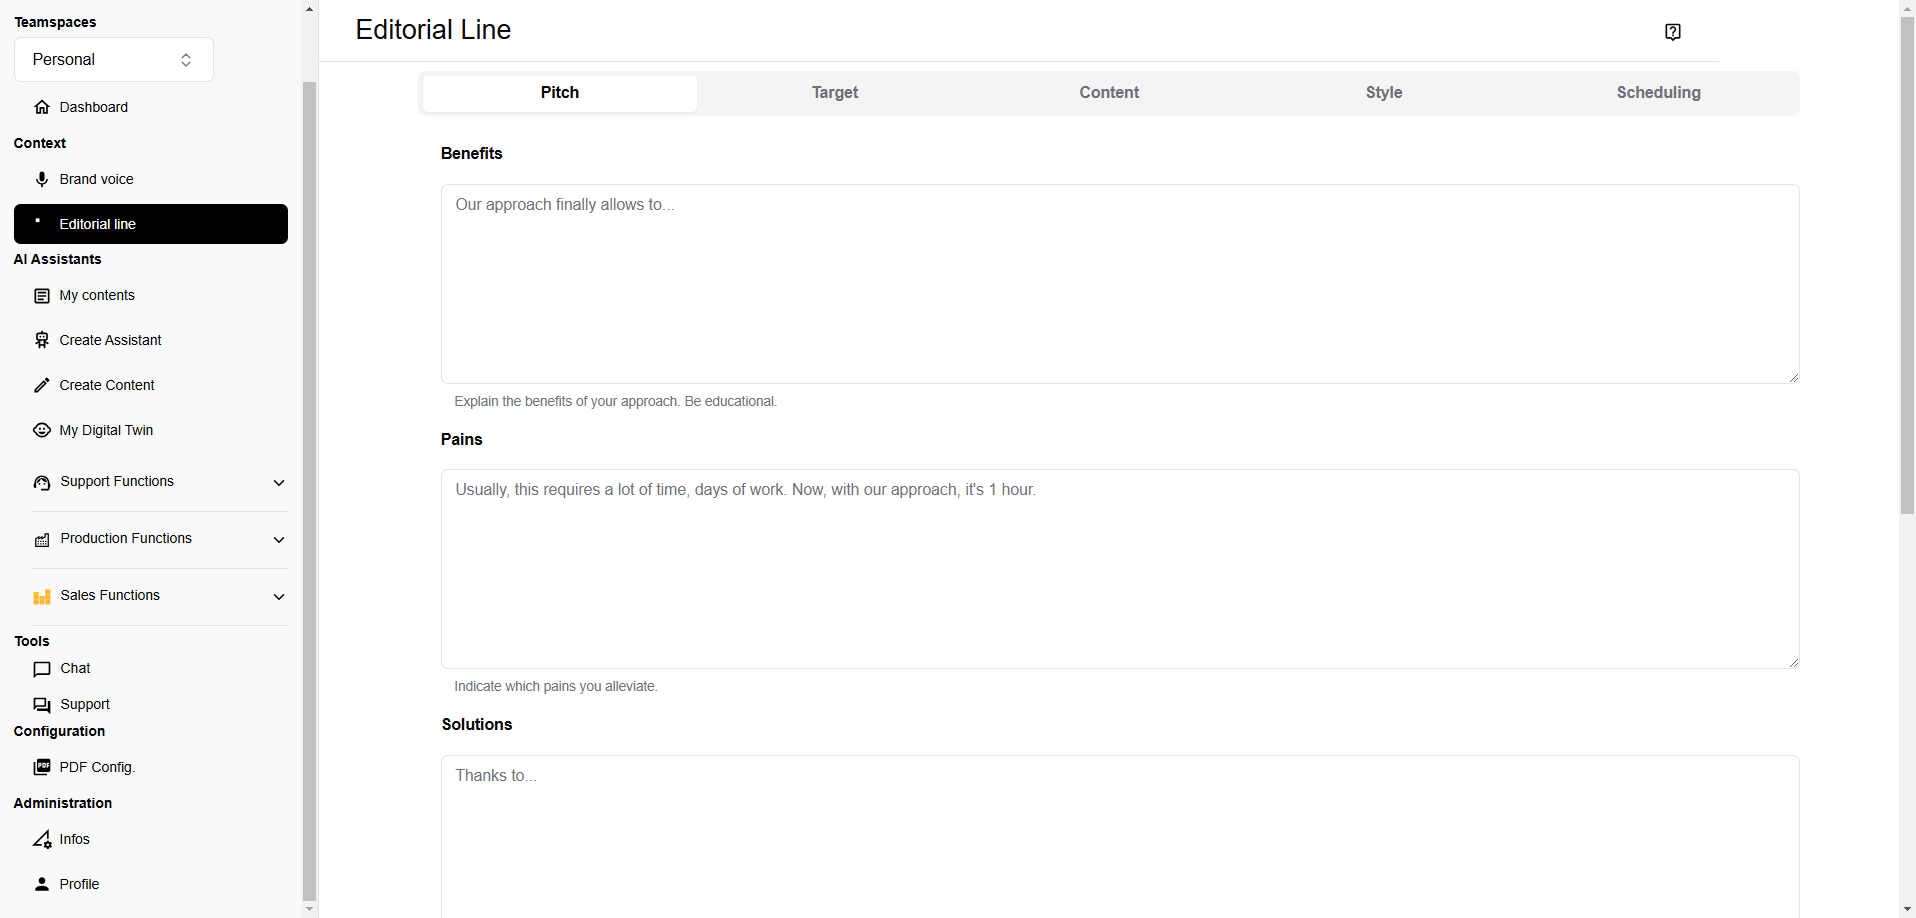 Teamspaces
Personal
Dashboard
Context
Brand voice
Editorial line
AI Assistants
My contents
Create Assistant
Create Content
My Digital Twin
Support Functions
Production Functions
Sales Functions
Tools
Chat
Support
Configuration
PDF Config.
Administration
Infos
Profile
Editorial Line
Pitch
Target
Content
Style
Scheduling
Benefits
Our approach finally allows to...
Explain the benefits of your approach. Be educational.
Pains
Usually, this requires a lot of time, days of work. Now, with our approach, it's 1 hour.
Indicate which pains you alleviate.
Solutions
Thanks to...